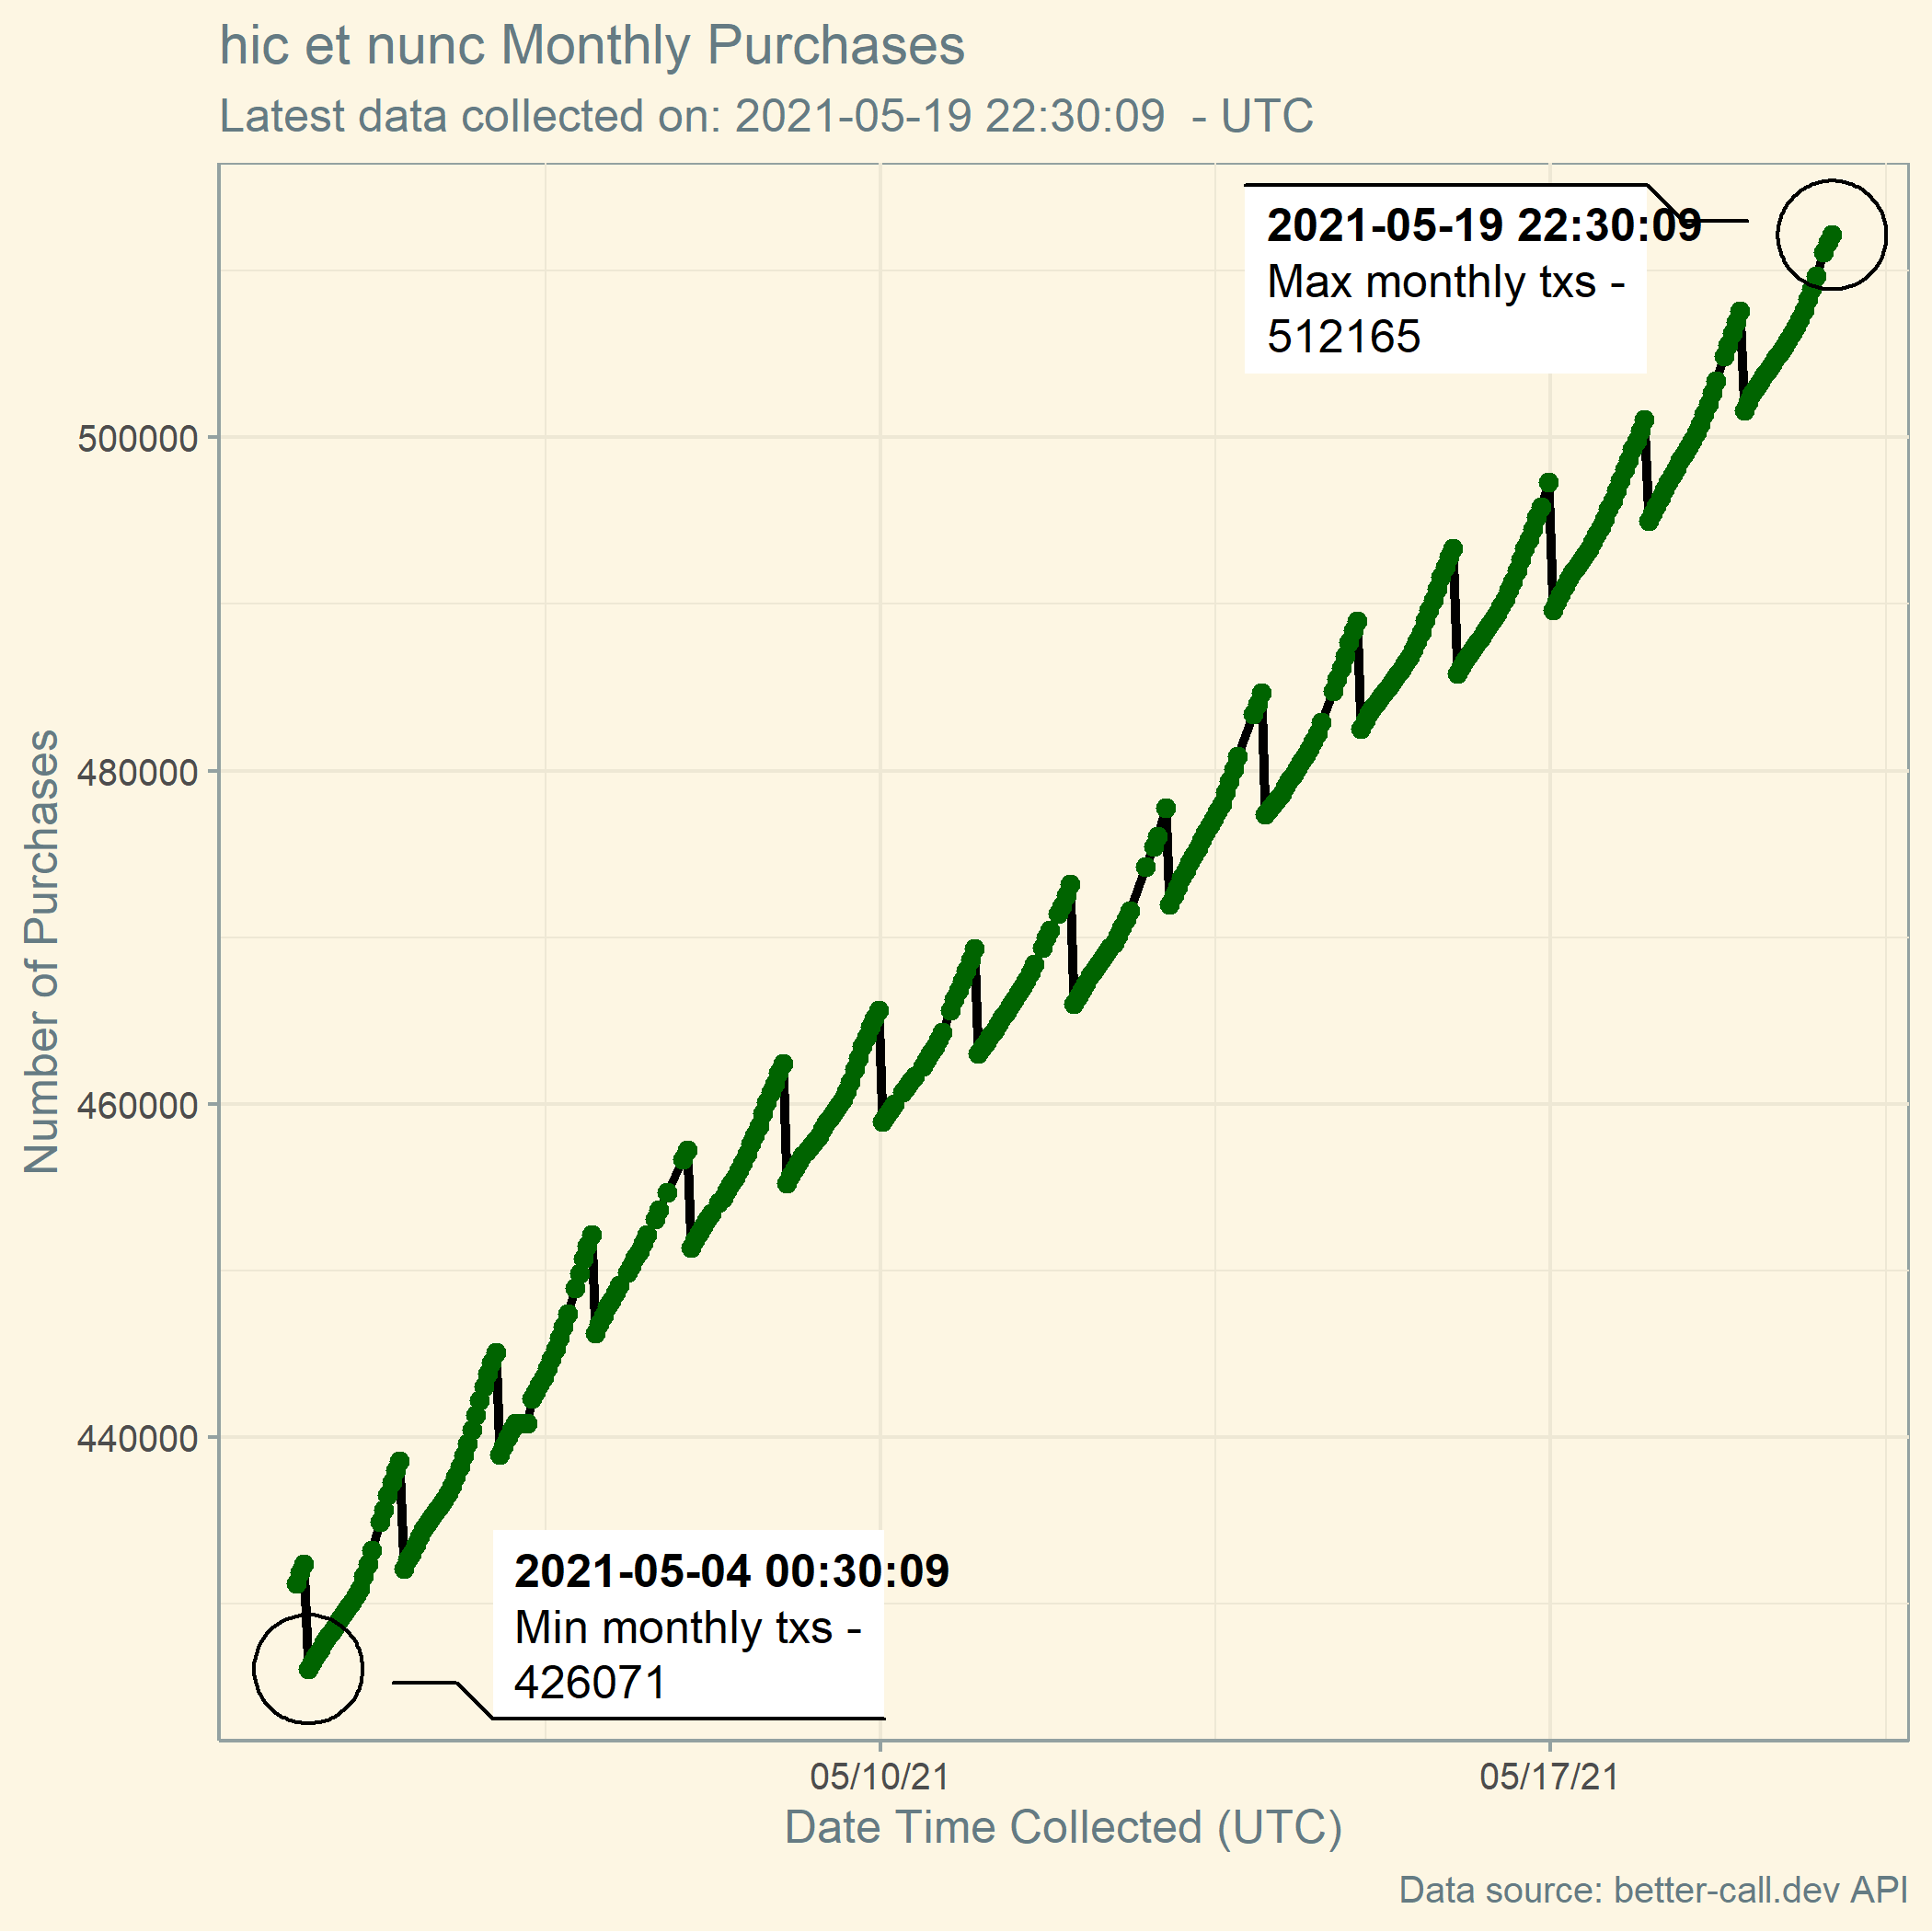 hic et nunc Monthly Purchases
Latest data collected on: 2021-05-19 22:30:09  - UTC
2021-05-19 22:30:09
Max monthly txs -
512165
500000
480000
460000
440000
Number of Purchases
2021-05-04 00:30:09
Min monthly txs -
426071
05/10/21
05/17/21
Date Time Collected (UTC)
Data source: better-call.dev API